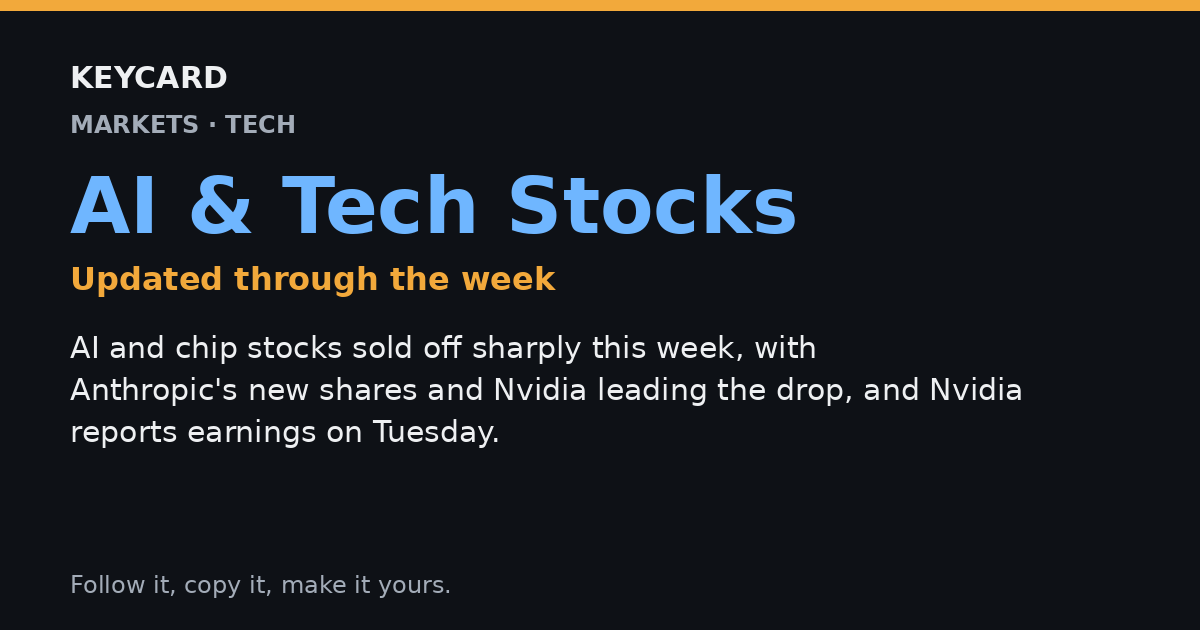 KEYCARD
MARKETS · TECH
AI & Tech Stocks
Updated through the week
AI and chip stocks sold off sharply this week, with
Anthropic's new shares and Nvidia leading the drop, and Nvidia
reports earnings on Tuesday.
Follow it, copy it, make it yours.